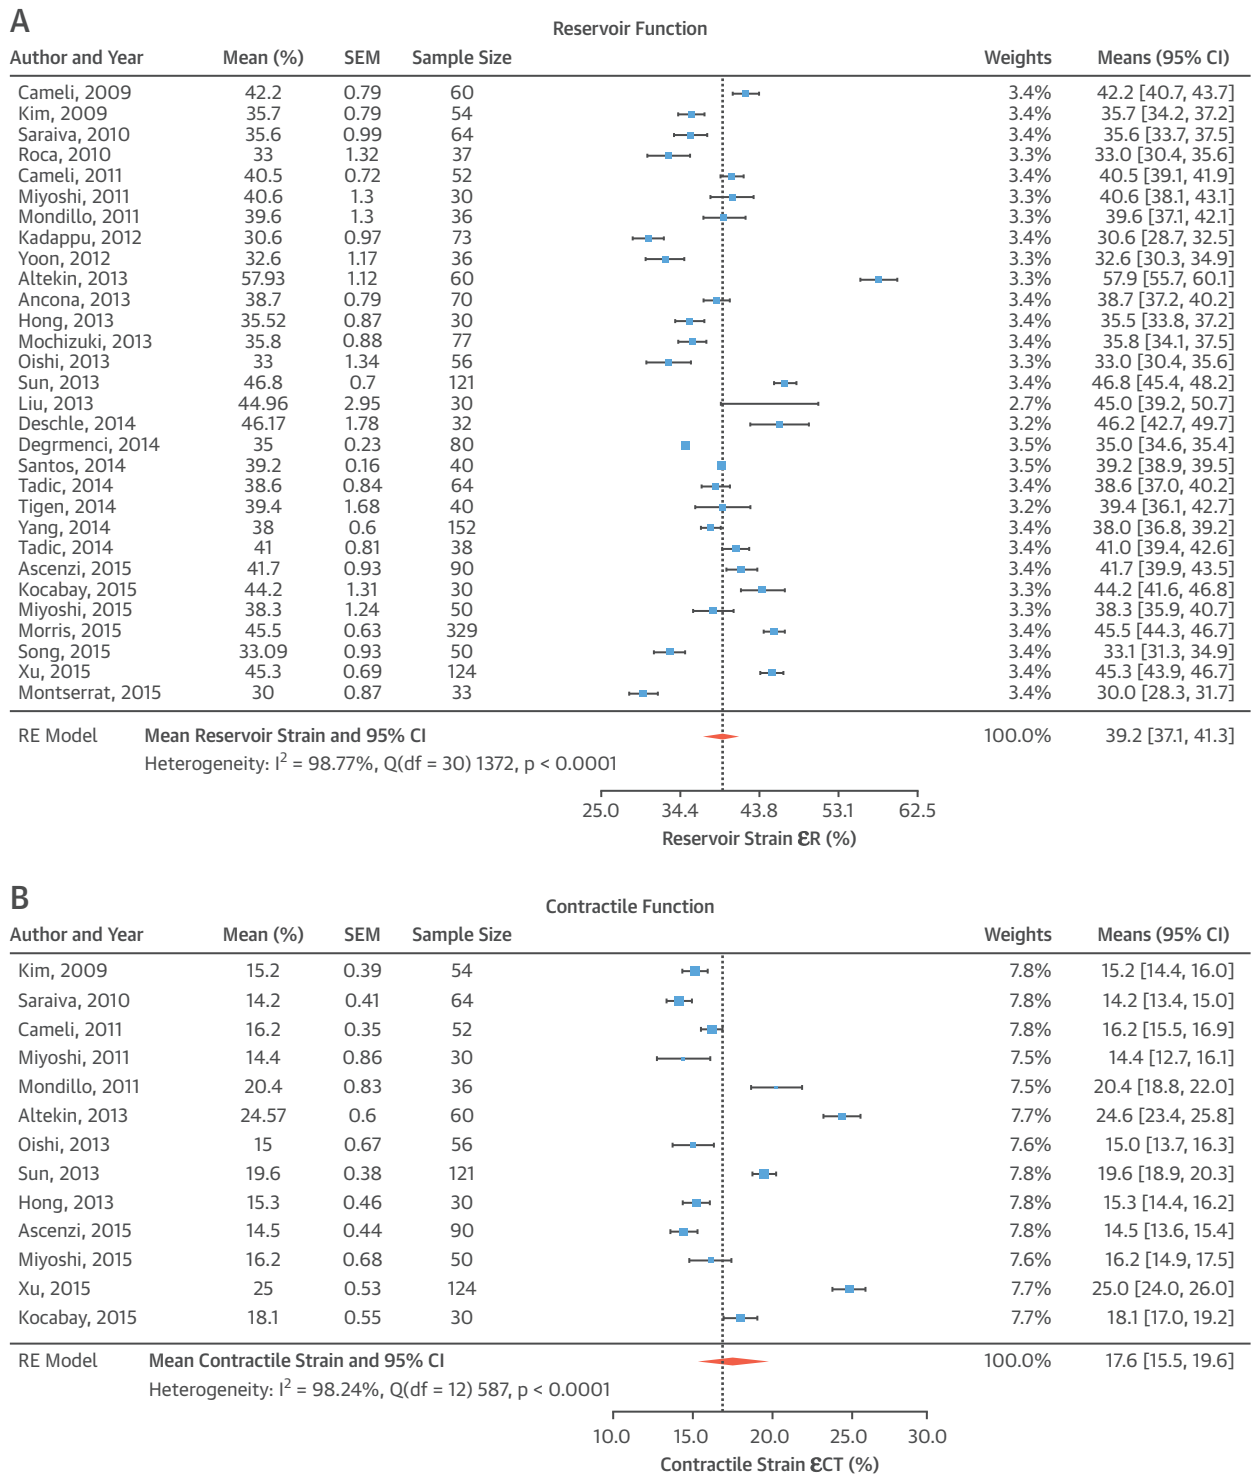 A
Reservoir Function
Author and Year Mean (%) SEM Sample Size Weights Means (95% CI)
Cameli, 2009 42.2 0.79 60 3.4% 42.2 [40.7, 43.7]
Kim, 2009 35.7 0.79 54 3.4% 35.7 [34.2, 37.2]
Saraiva, 2010 35.6 0.99 64 3.4% 35.6 [33.7, 37.5]
Roca, 2010 33 1.32 37 3.3% 33.0 [30.4, 35.6]
Cameli, 2011 40.5 0.72 52 3.4% 40.5 [39.1, 41.9]
Miyoshi, 2011 40.6 1.3 30 3.3% 40.6 [38.1, 43.1]
Mondillo, 2011 39.6 1.3 36 3.3% 39.6 [37.1, 42.1]
Kadappu, 2012 30.6 0.97 73 3.4% 30.6 [28.7, 32.5]
Yoon, 2012 32.6 1.17 36 3.3% 32.6 [30.3, 34.9]
Altekin, 2013 57.93 1.12 60 3.3% 57.9 [55.7, 60.1]
Ancona, 2013 38.7 0.79 70 3.4% 38.7 [37.2, 40.2]
Hong, 2013 35.52 0.87 30 3.4% 35.5 [33.8, 37.2]
Mochizuki, 2013 35.8 0.88 77 3.4% 35.8 [34.1, 37.5]
Oishi, 2013 33 1.34 56 3.3% 33.0 [30.4, 35.6]
Sun, 2013 46.8 0.7 121 3.4% 46.8 [45.4, 48.2]
Liu, 2013 44.96 2.95 30 2.7% 45.0 [39.2, 50.7]
Deschle, 2014 46.17 1.78 32 3.2% 46.2 [42.7, 49.7]
Degrmenci, 2014 35 0.23 80 3.5% 35.0 [34.6, 35.4]
Santos, 2014 39.2 0.16 40 3.5% 39.2 [38.9, 39.5]
Tadic, 2014 38.6 0.84 64 3.4% 38.6 [37.0, 40.2]
Tigen, 2014 39.4 1.68 40 3.2% 39.4 [36.1, 42.7]
Yang, 2014 38 0.6 152 3.4% 38.0 [36.8, 39.2]
Tadic, 2014 41 0.81 38 3.4% 41.0 [39.4, 42.6]
Ascenzi, 2015 41.7 0.93 90 3.4% 41.7 [39.9, 43.5]
Kocabay, 2015 44.2 1.31 30 3.3% 44.2 [41.6, 46.8]
Miyoshi, 2015 38.3 1.24 50 3.3% 38.3 [35.9, 40.7]
Morris, 2015 45.5 0.63 329 3.4% 45.5 [44.3, 46.7]
Song, 2015 33.09 0.93 50 3.4% 33.1 [31.3, 34.9]
Xu, 2015 45.3 0.69 124 3.4% 45.3 [43.9, 46.7]
Montserrat, 2015 30 0.87 33 3.4% 30.0 [28.3, 31.7]
RE Model Mean Reservoir Strain and 95% CI 100.0% 39.2 [37.1, 41.3]
Heterogeneity: I² = 98.77%, Q(df = 30) 1372, p < 0.0001
25.0 34.4 43.8 53.1 62.5
Reservoir Strain ƐR (%)
B
Contractile Function
Author and Year Mean (%) SEM Sample Size Weights Means (95% CI)
Kim, 2009 15.2 0.39 54 7.8% 15.2 [14.4, 16.0]
Saraiva, 2010 14.2 0.41 64 7.8% 14.2 [13.4, 15.0]
Cameli, 2011 16.2 0.35 52 7.8% 16.2 [15.5, 16.9]
Miyoshi, 2011 14.4 0.86 30 7.5% 14.4 [12.7, 16.1]
Mondillo, 2011 20.4 0.83 36 7.5% 20.4 [18.8, 22.0]
Altekin, 2013 24.57 0.6 60 7.7% 24.6 [23.4, 25.8]
Oishi, 2013 15 0.67 56 7.6% 15.0 [13.7, 16.3]
Sun, 2013 19.6 0.38 121 7.8% 19.6 [18.9, 20.3]
Hong, 2013 15.3 0.46 30 7.8% 15.3 [14.4, 16.2]
Ascenzi, 2015 14.5 0.44 90 7.8% 14.5 [13.6, 15.4]
Miyoshi, 2015 16.2 0.68 50 7.6% 16.2 [14.9, 17.5]
Xu, 2015 25 0.53 124 7.7% 25.0 [24.0, 26.0]
Kocabay, 2015 18.1 0.55 30 7.7% 18.1 [17.0, 19.2]
RE Model Mean Contractile Strain and 95% CI 100.0% 17.6 [15.5, 19.6]
Heterogeneity: I² = 98.24%, Q(df = 12) 587, p < 0.0001
10.0 15.0 20.0 25.0 30.0
Contractile Strain ƐCT (%)